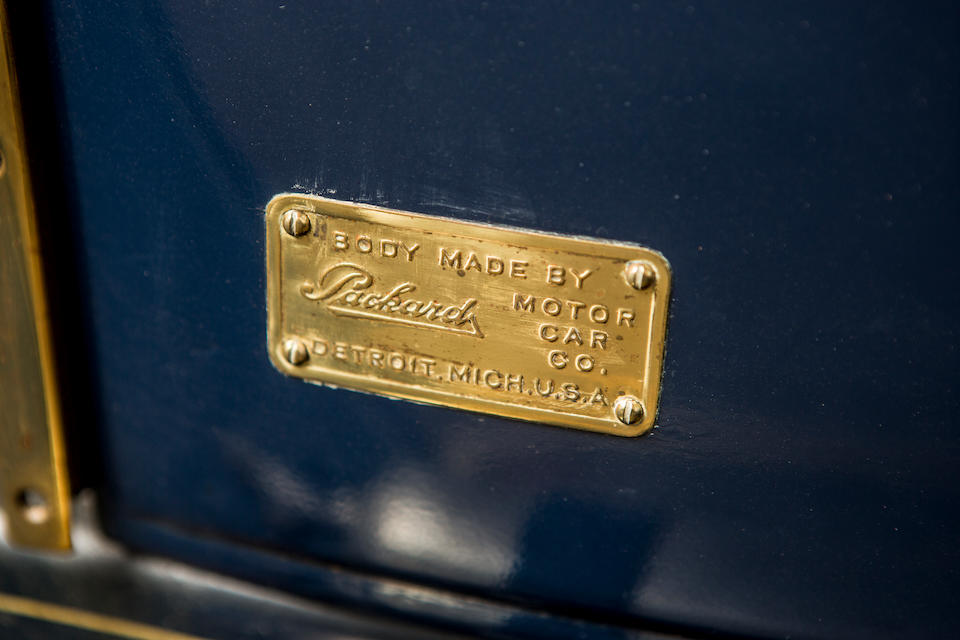 BODY MADE BY
Packard MOTOR
CAR
CO.
DETROIT. MICH. U.S.A.